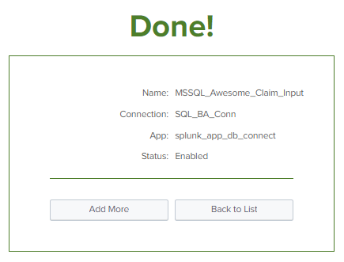 Done!
Name: MSSQL_Awesome_Claim_Input
Connection: SQL_BA_Conn
App: splunk_app_db_connect
Status: Enabled
Add More Back to List